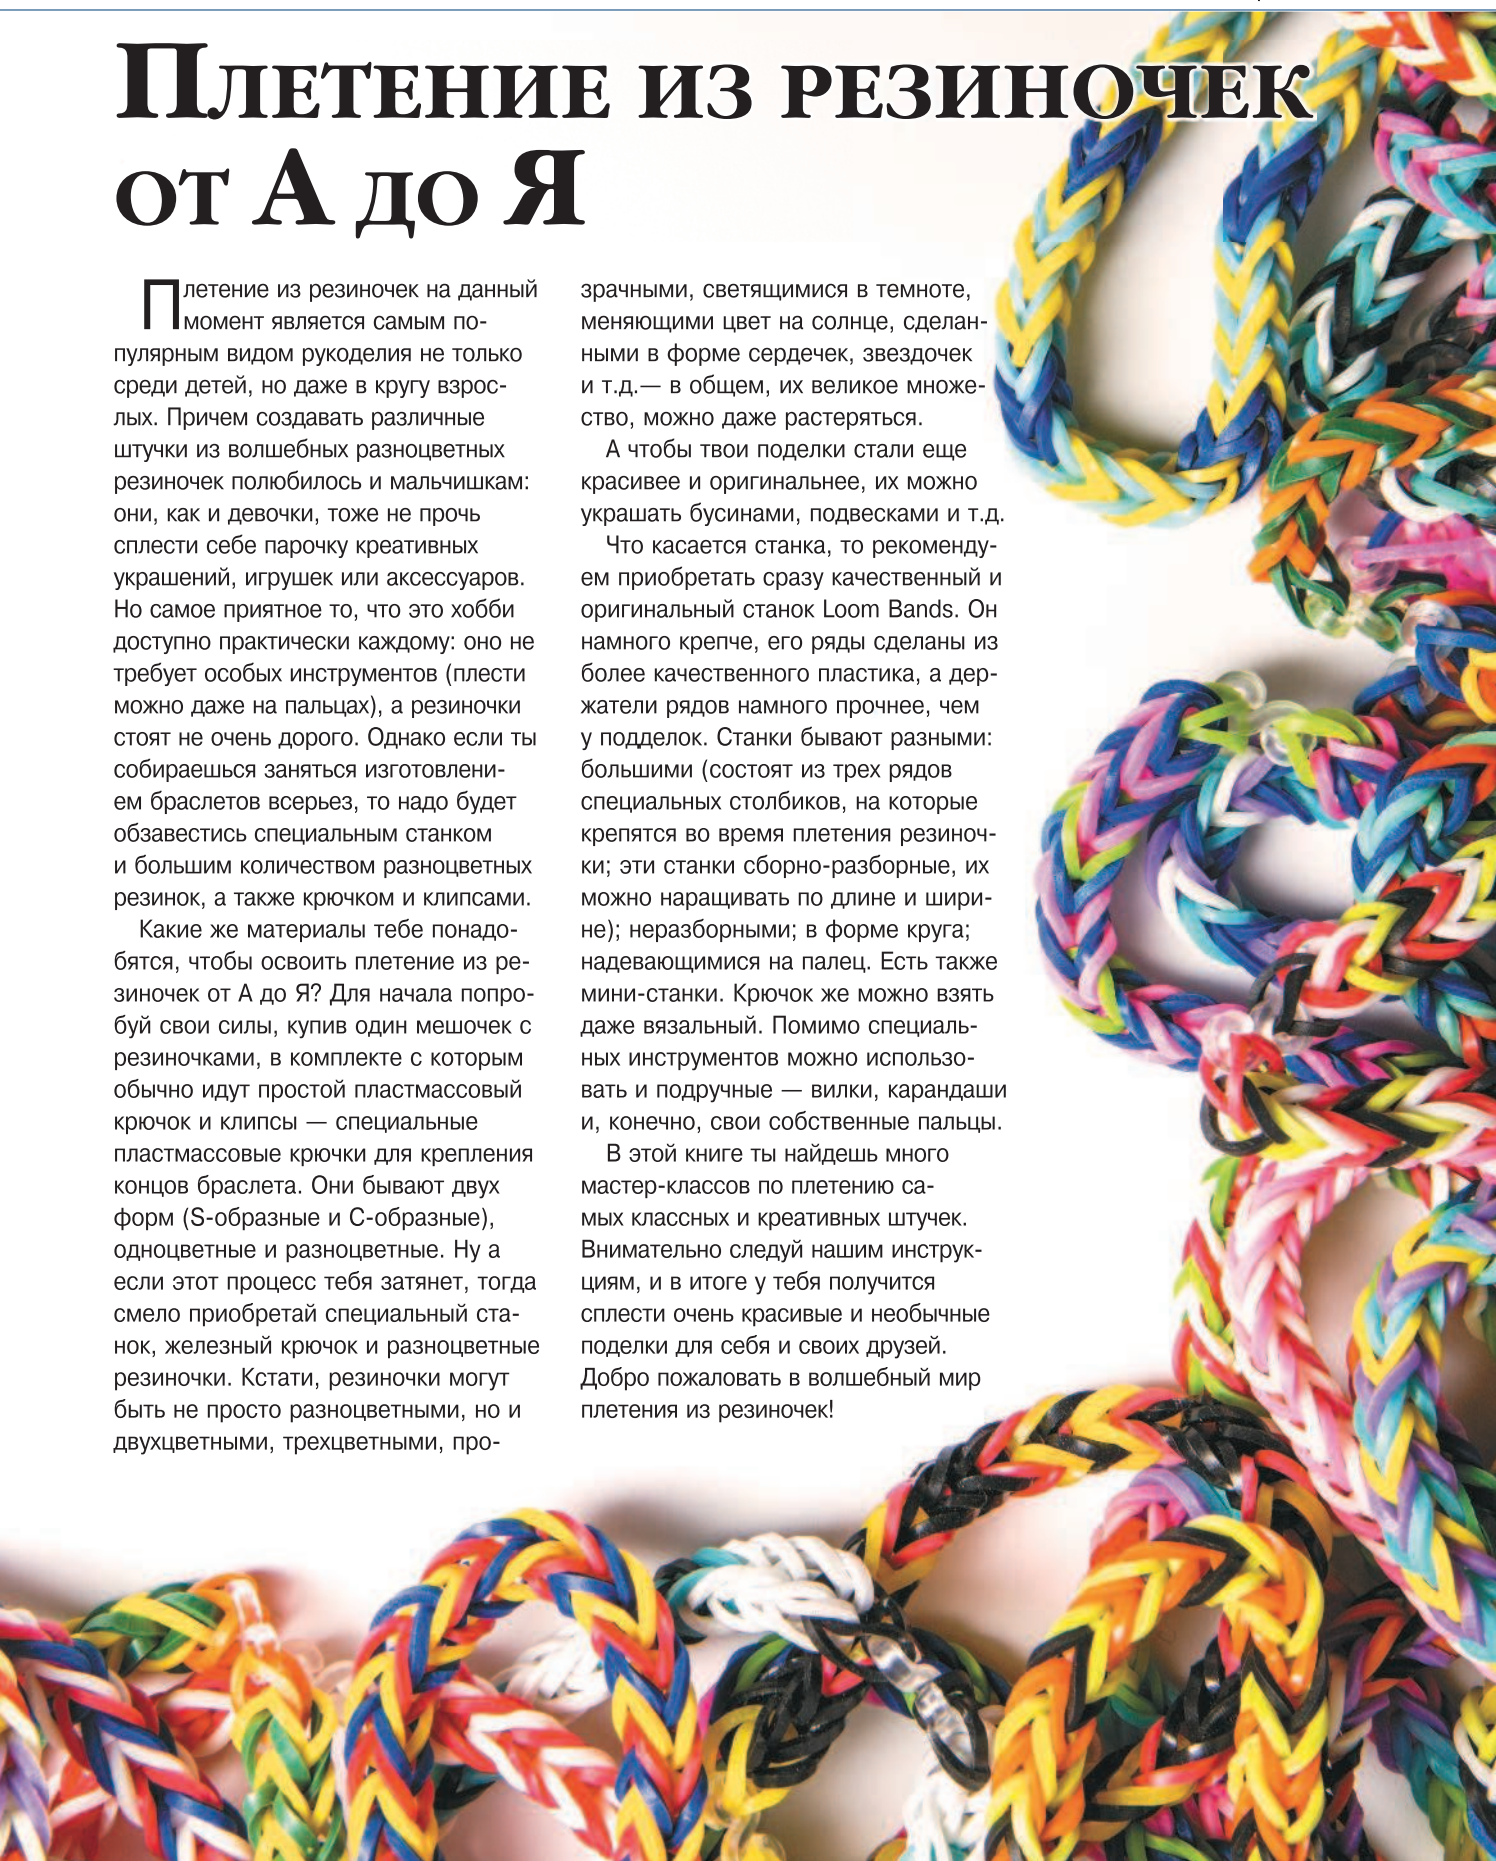 Плетение из резиночек
от А до Я
Плетение из резиночек на данный
момент является самым по-
пулярным видом рукоделия не только
среди детей, но даже в кругу взрос-
лых. Причем создавать различные
штучки из волшебных разноцветных
резиночек полюбилось и мальчишкам:
они, как и девочки, тоже не прочь
сплести себе парочку креативных
украшений, игрушек или аксессуаров.
Но самое приятное то, что это хобби
доступно практически каждому: оно не
требует особых инструментов (плести
можно даже на пальцах), а резиночки
стоят не очень дорого. Однако если ты
собираешься заняться изготовлени-
ем браслетов всерьез, то надо будет
обзавестись специальным станком
и большим количеством разноцветных
резинок, а также крючком и клипсами.
Какие же материалы тебе понадо-
бятся, чтобы освоить плетение из ре-
зиночек от А до Я? Для начала попро-
буй свои силы, купив один мешочек с
резиночками, в комплекте с которым
обычно идут простой пластмассовый
крючок и клипсы — специальные
пластмассовые крючки для крепления
концов браслета. Они бывают двух
форм (S-образные и С-образные),
одноцветные и разноцветные. Ну а
если этот процесс тебя затянет, тогда
смело приобретай специальный ста-
нок, железный крючок и разноцветные
резиночки. Кстати, резиночки могут
быть не просто разноцветными, но и
двухцветными, трехцветными, про-
зрачными, светящимися в темноте,
меняющими цвет на солнце, сделан-
ными в форме сердечек, звездочек
и т.д.— в общем, их великое множе-
ство, можно даже растеряться.
А чтобы твои поделки стали еще
красивее и оригинальнее, их можно
украшать бусинами, подвесками и т.д.
Что касается станка, то рекоменду-
ем приобретать сразу качественный и
оригинальный станок Loom Bands. Он
намного крепче, его ряды сделаны из
более качественного пластика, а дер-
жатели рядов намного прочнее, чем
у подделок. Станки бывают разными:
большими (состоят из трех рядов
специальных столбиков, на которые
крепятся во время плетения резиноч-
ки; эти станки сборно-разборные, их
можно наращивать по длине и шири-
не); неразборными; в форме круга;
надевающимися на палец. Есть также
мини-станки. Крючок же можно взять
даже вязальный. Помимо специаль-
ных инструментов можно использо-
вать и подручные — вилки, карандаши
и, конечно, свои собственные пальцы.
В этой книге ты найдешь много
мастер-классов по плетению са-
мых классных и креативных штучек.
Внимательно следуй нашим инструк-
циям, и в итоге у тебя получится
сплести очень красивые и необычные
поделки для себя и своих друзей.
Добро пожаловать в волшебный мир
плетения из резиночек!